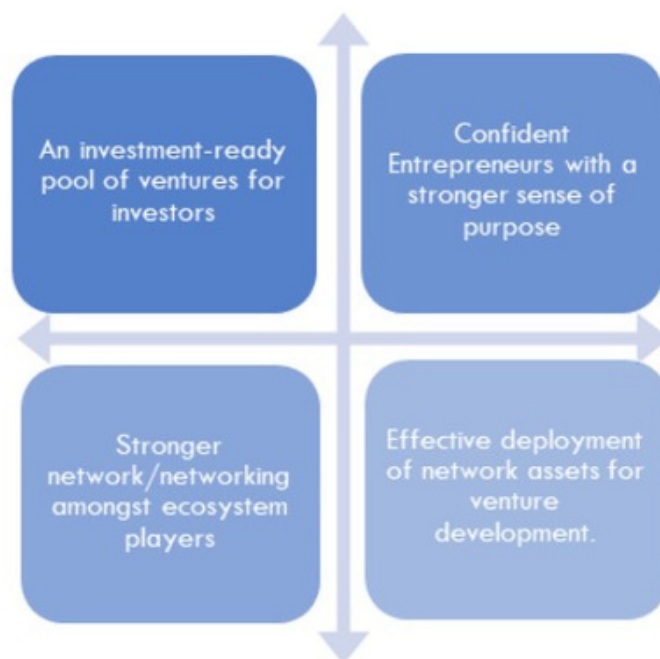 An investment-ready
pool of ventures for
investors
Confident
Entrepreneurs with a
stronger sense of
purpose
Stronger
network/networking
amongst ecosystem
players
Effective deployment
of network assets for
venture
development.